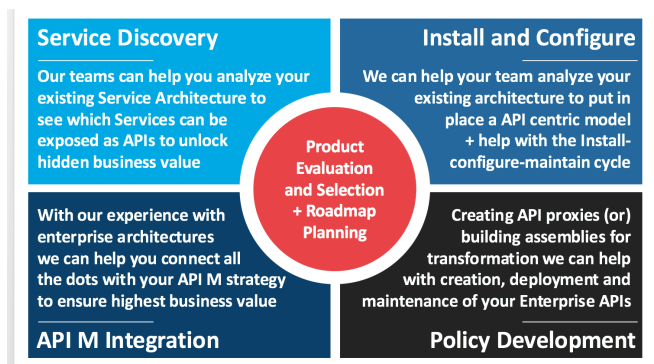 Service Discovery
Our teams can help you analyze your
existing Service Architecture to
see which Services can be
exposed as APIs to unlock
hidden business value
Install and Configure
We can help your team analyze your
existing architecture to put in
place a API centric model
+ help with the Install-
configure-maintain cycle
Product
Evaluation
and Selection
+ Roadmap
Planning
With our experience with
enterprise architectures
we can help you connect all
the dots with your API M strategy
to ensure highest business value
API M Integration
Creating API proxies (or)
building assemblies for
transformation we can help
with creation, deployment and
maintenance of your Enterprise APIs
Policy Development